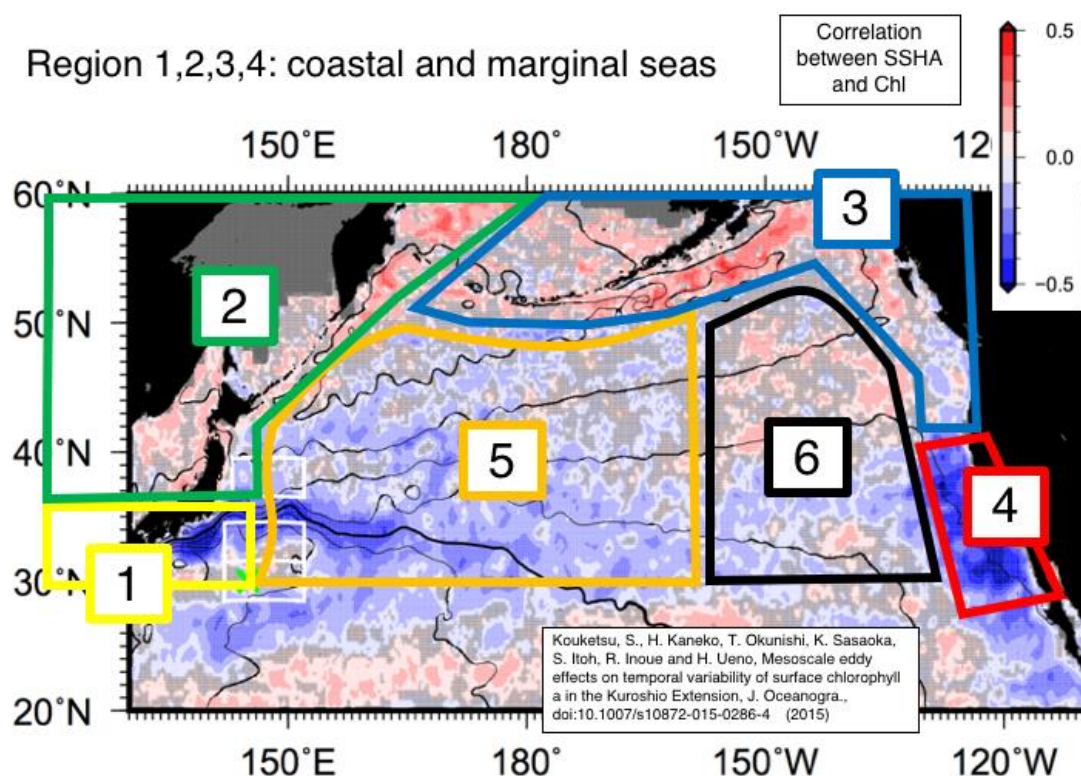 Region 1,2,3,4: coastal and marginal seas
Correlation
between SSHA
and Chl
0.5
0.0
−0.5
150°E
180°
150°W
12
60°N
50°N
40°N
30°N
20°N
1
2
3
4
5
6
Kouketsu, S., H. Kaneko, T. Okunishi, K. Sasaoka,
S. Itoh, R. Inoue and H. Ueno, Mesoscale eddy
effects on temporal variability of surface chlorophyll
a in the Kuroshio Extension, J. Oceanogra.,
doi:10.1007/s10872-015-0286-4 (2015)
150°E
180°
150°W
120°W